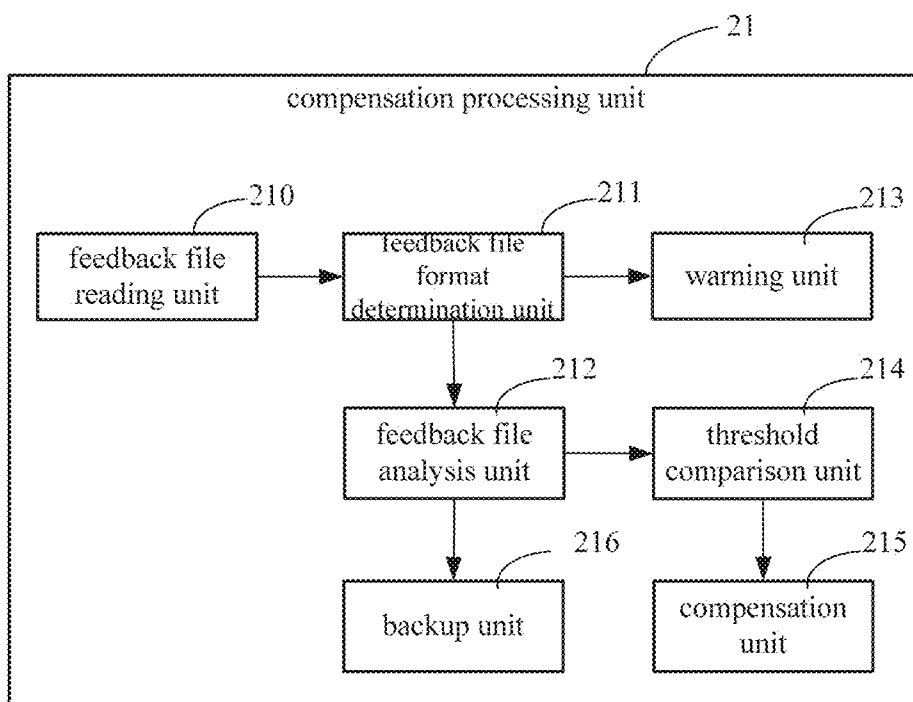 21
compensation processing unit
210
211
213
feedback file
reading unit
feedback file
format
determination unit
warning unit
212
214
feedback file
analysis unit
threshold
comparison unit
216
215
backup unit
compensation
unit